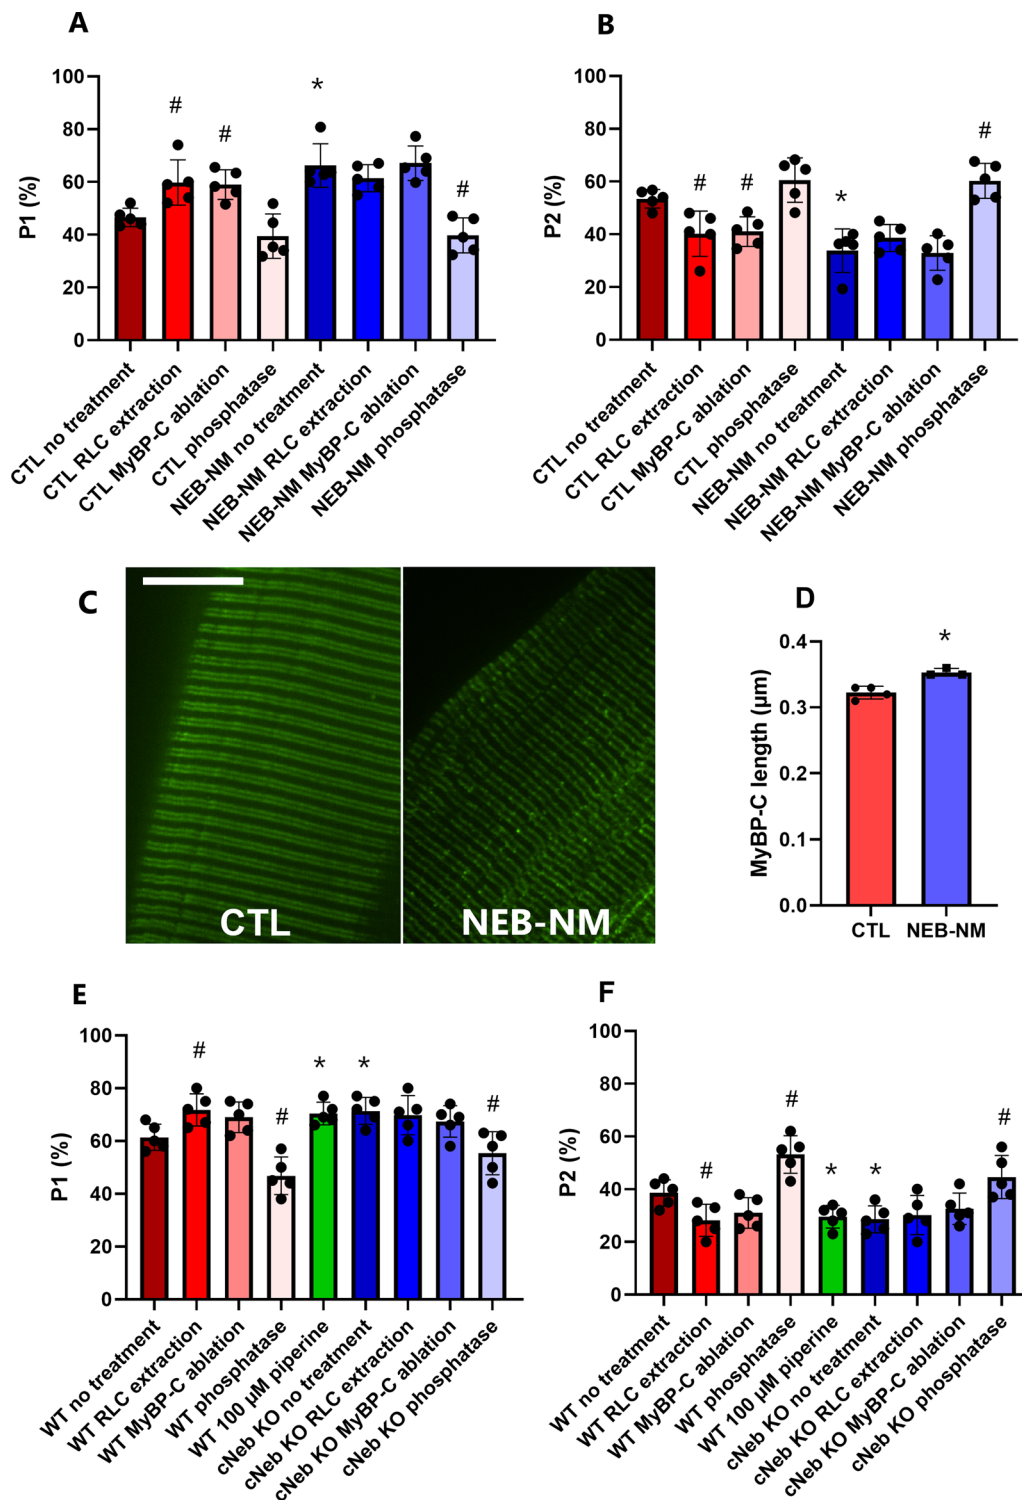 A
P1 (%)
100
80
60
40
20
0
#
#
*
#
CTL no treatment
CTL RLC extraction
CTL MyBP-C ablation
CTL phosphatase
NEB-NM no treatment
NEB-NM RLC extraction
NEB-NM MyBP-C ablation
NEB-NM phosphatase
B
P2 (%)
100
80
60
40
20
0
#
#
*
#
CTL no treatment
CTL RLC extraction
CTL MyBP-C ablation
CTL phosphatase
NEB-NM no treatment
NEB-NM RLC extraction
NEB-NM MyBP-C ablation
NEB-NM phosphatase
C
CTL
NEB-NM
D
MyBP-C length (µm)
0.4
0.3
0.2
0.1
0.0
*
CTL
NEB-NM
E
P1 (%)
100
80
60
40
20
0
#
#
*
*
#
WT no treatment
WT RLC extraction
WT MyBP-C ablation
WT phosphatase
WT 100 µM piperine
cNeb KO no treatment
cNeb KO RLC extraction
cNeb KO MyBP-C ablation
cNeb KO phosphatase
F
P2 (%)
100
80
60
40
20
0
#
#
*
*
#
WT no treatment
WT RLC extraction
WT MyBP-C ablation
WT phosphatase
WT 100 µM piperine
cNeb KO no treatment
cNeb KO RLC extraction
cNeb KO MyBP-C ablation
cNeb KO phosphatase